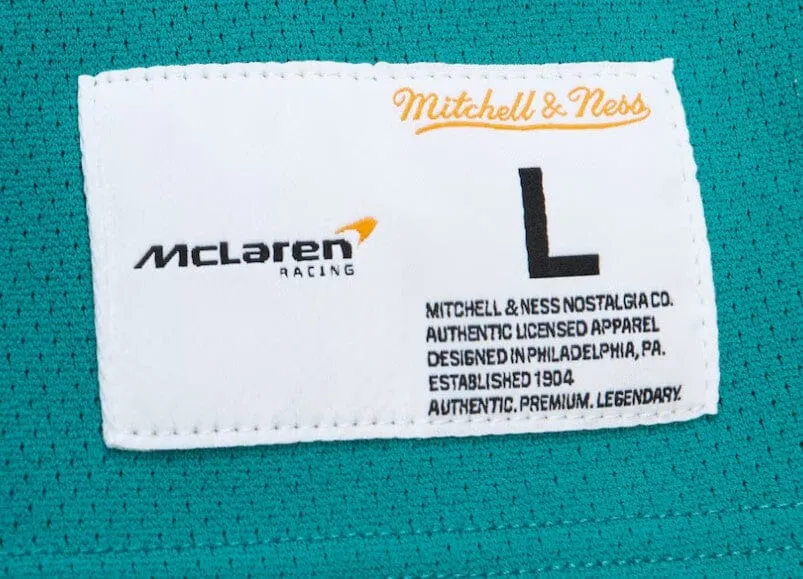 Mitchell & Ness
McLaren
RACING
L
MITCHELL & NESS NOSTALGIA CO.
AUTHENTIC LICENSED APPAREL
DESIGNED IN PHILADELPHIA, PA.
ESTABLISHED 1904
AUTHENTIC. PREMIUM. LEGENDARY.